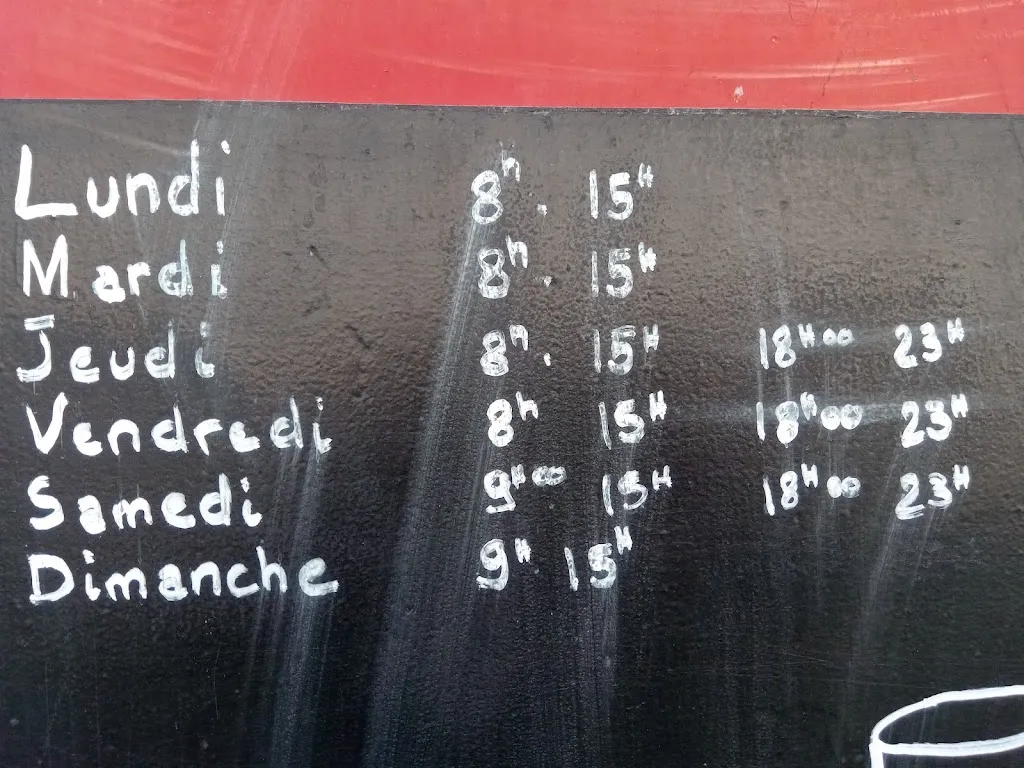 Lundi 8h. 15H
Mardi 8h. 15H
Jeudi 8h. 15H 18H00 23H
Vendredi 8h 15H 18H00 23H
Samedi 9H00 15H 18H00 23H
Dimanche 9H. 15H